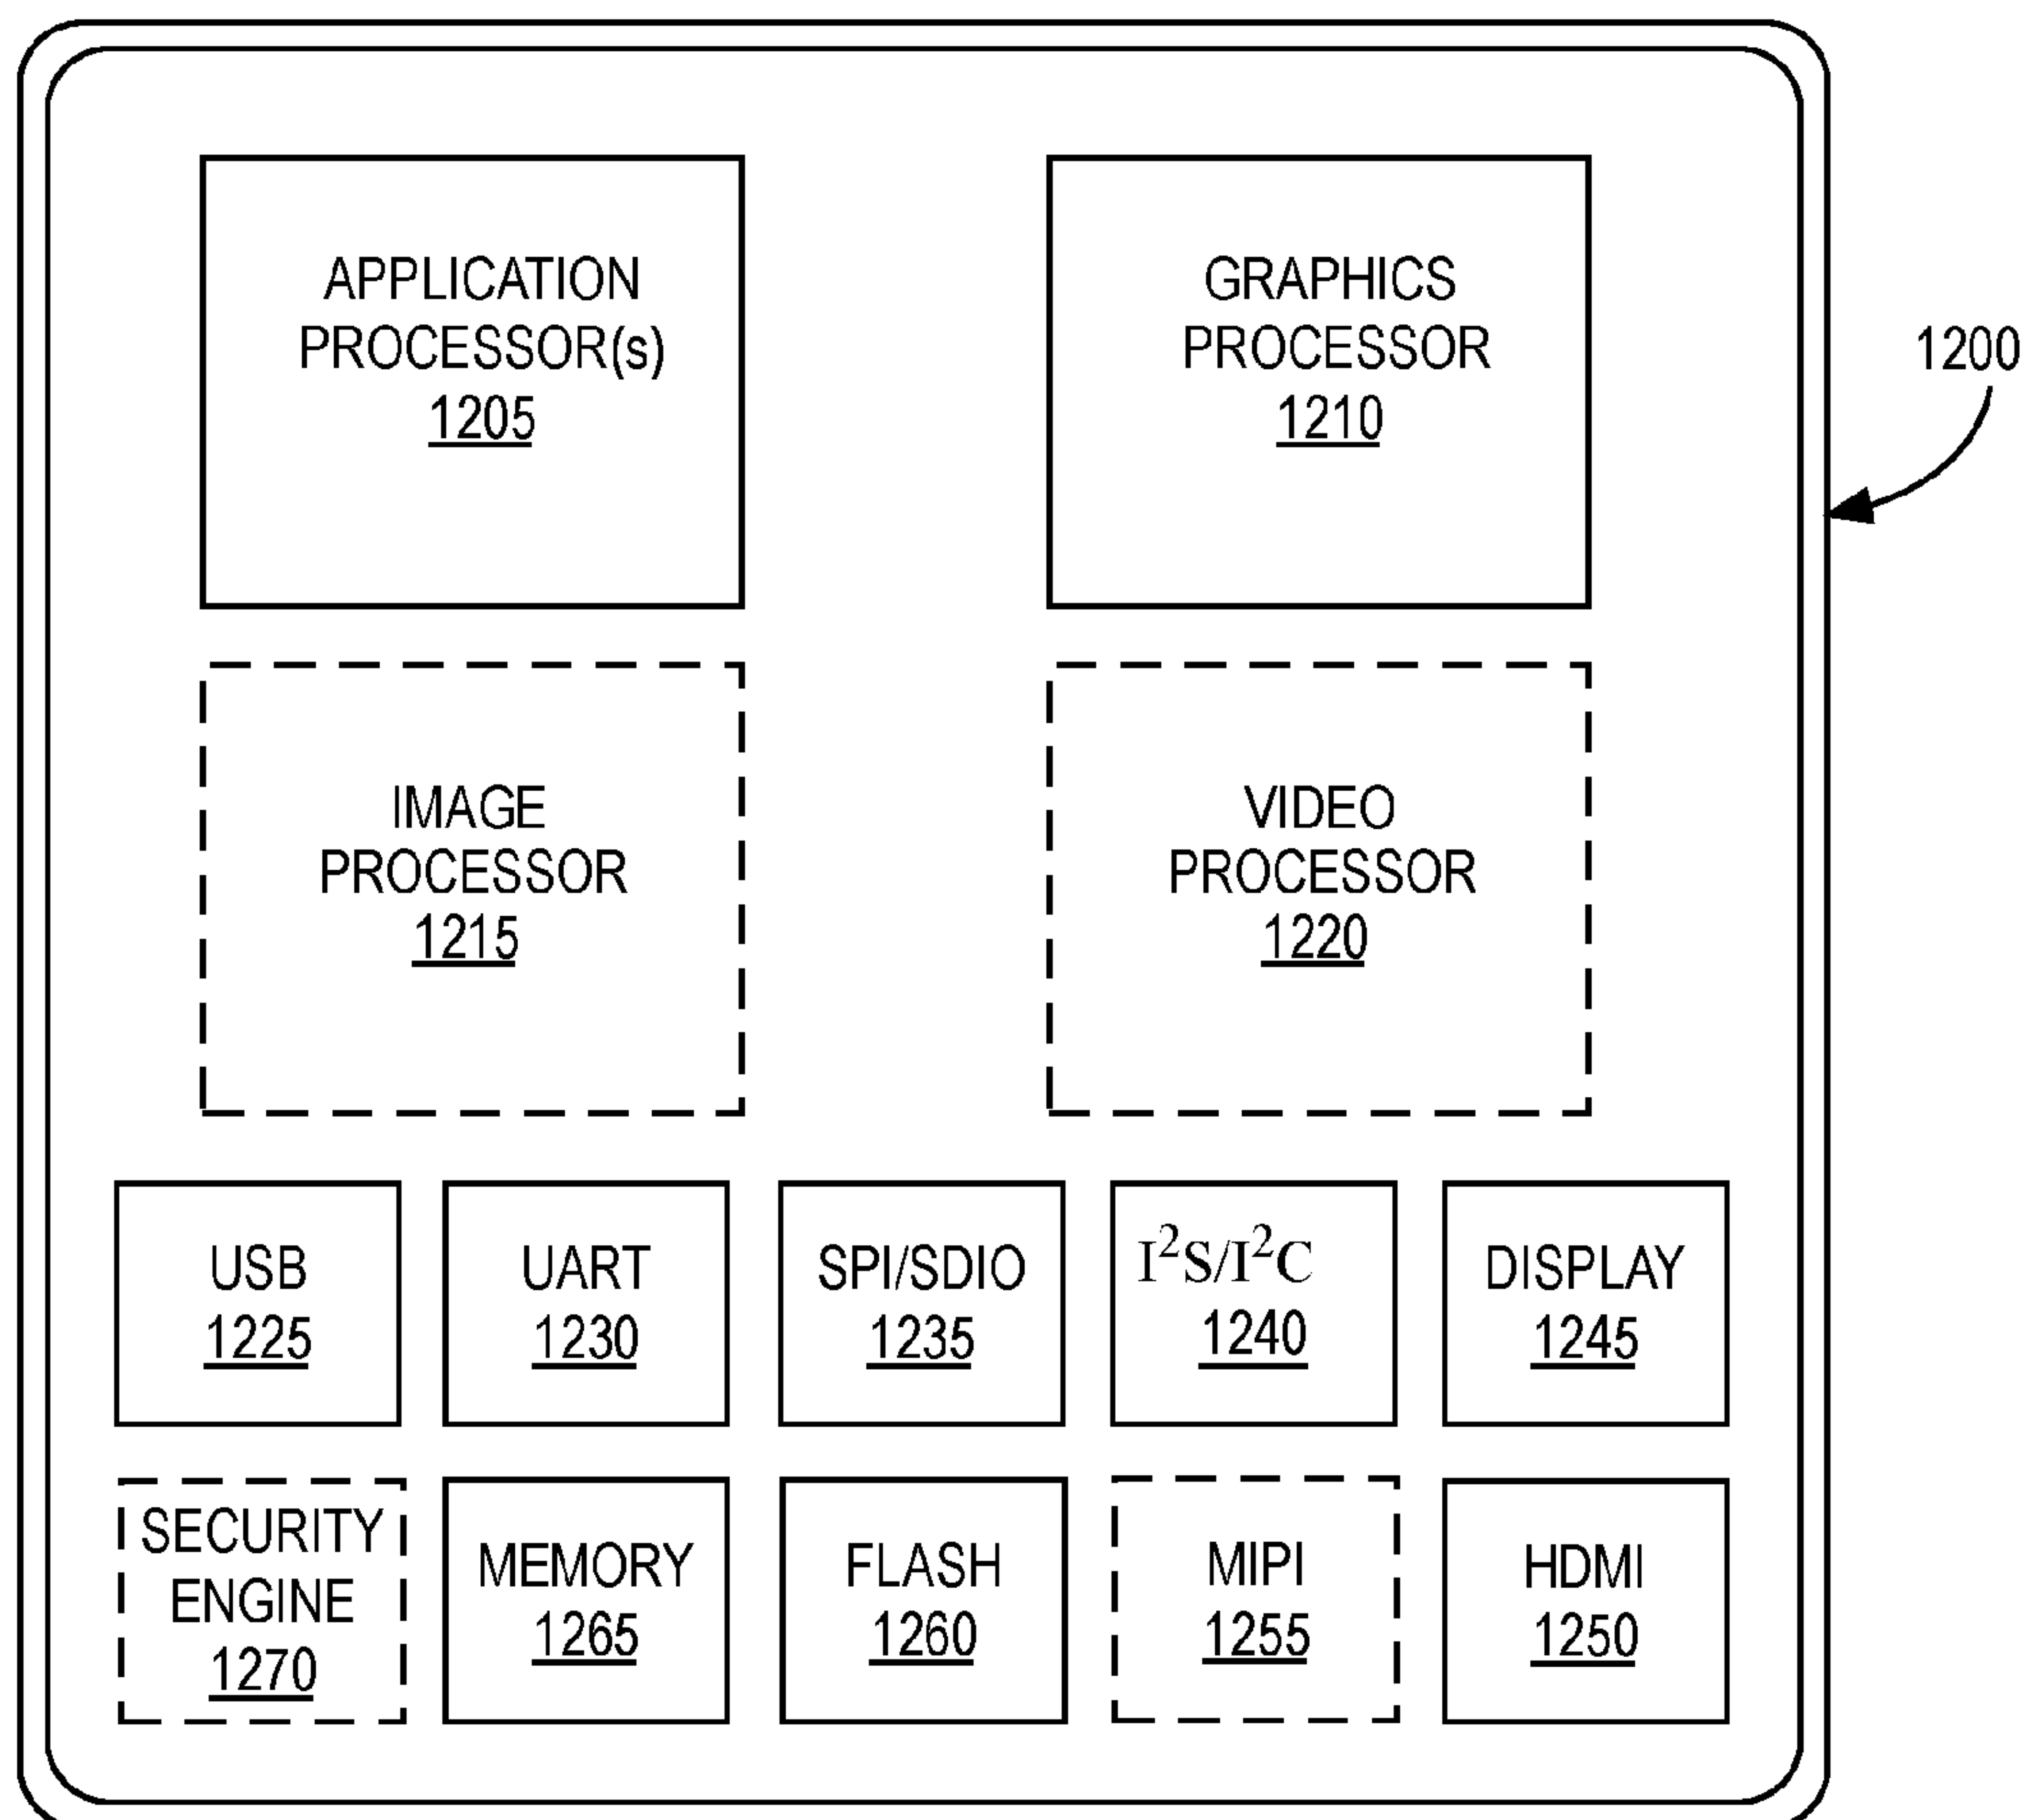 APPLICATION
PROCESSOR(s)
1205
GRAPHICS
PROCESSOR
1210
1200
IMAGE
PROCESSOR
1215
VIDEO
PROCESSOR
1220
USB
1225
UART
1230
SPI/SDIO
1235
I²S/I²C
1240
DISPLAY
1245
SECURITY
ENGINE
1270
MEMORY
1265
FLASH
1260
MIPI
1255
HDMI
1250